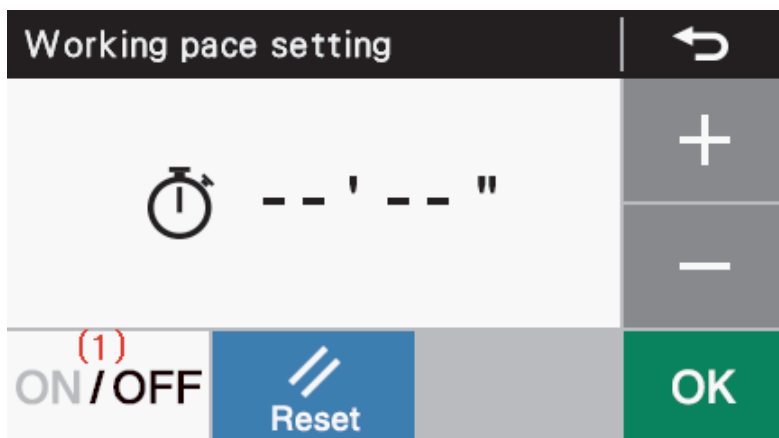 Working pace setting
+
--'--"
−
(1)
ON/OFF
Reset
OK